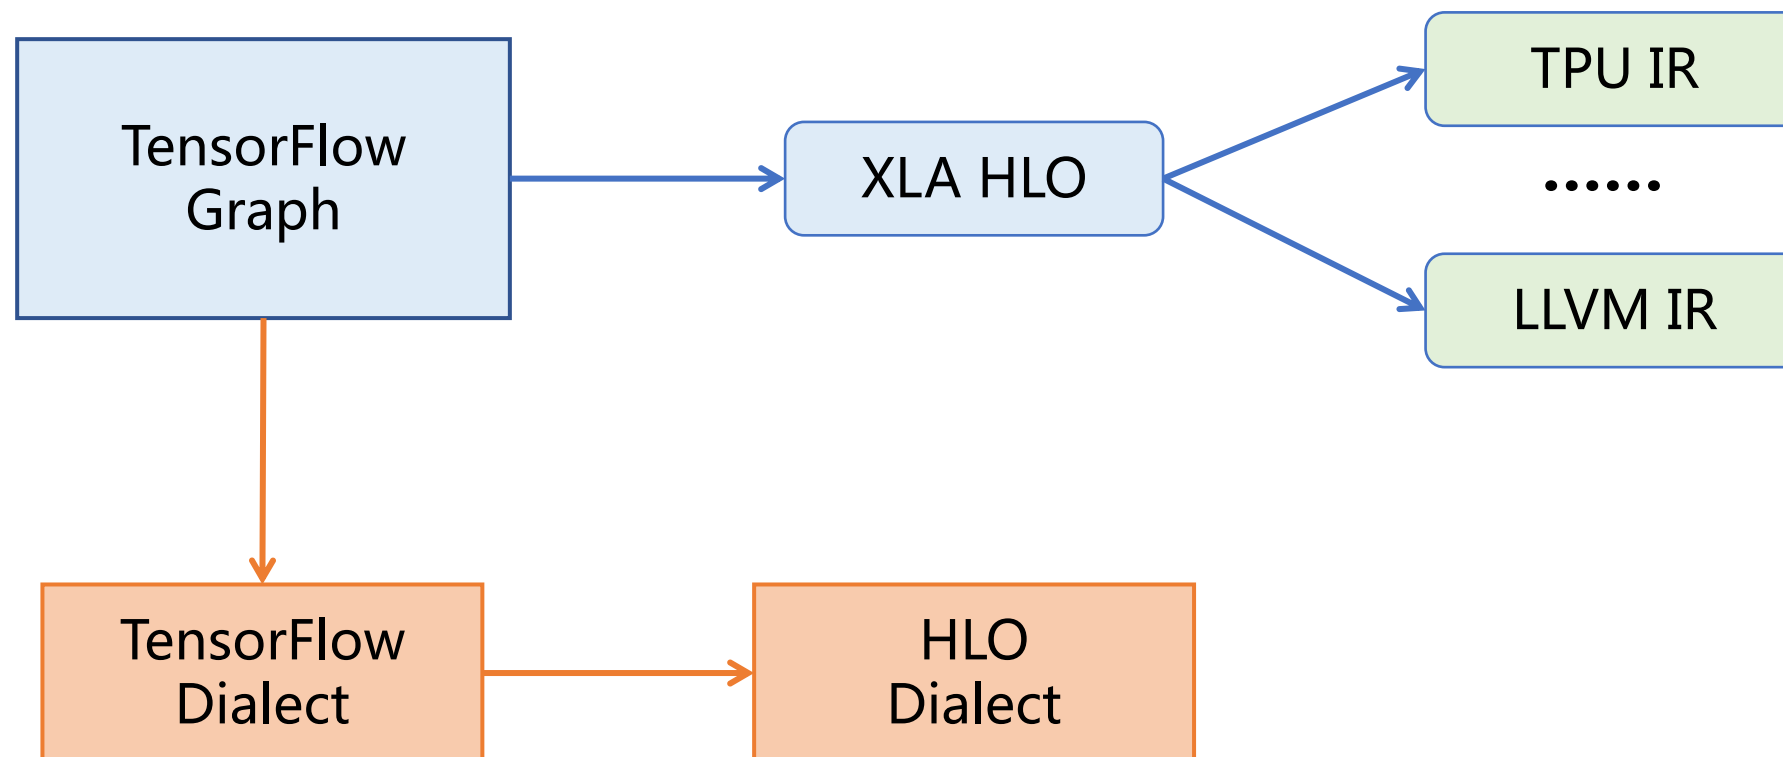 TensorFlow
Graph
XLA HLO
TPU IR
......
LLVM IR
TensorFlow
Dialect
HLO
Dialect